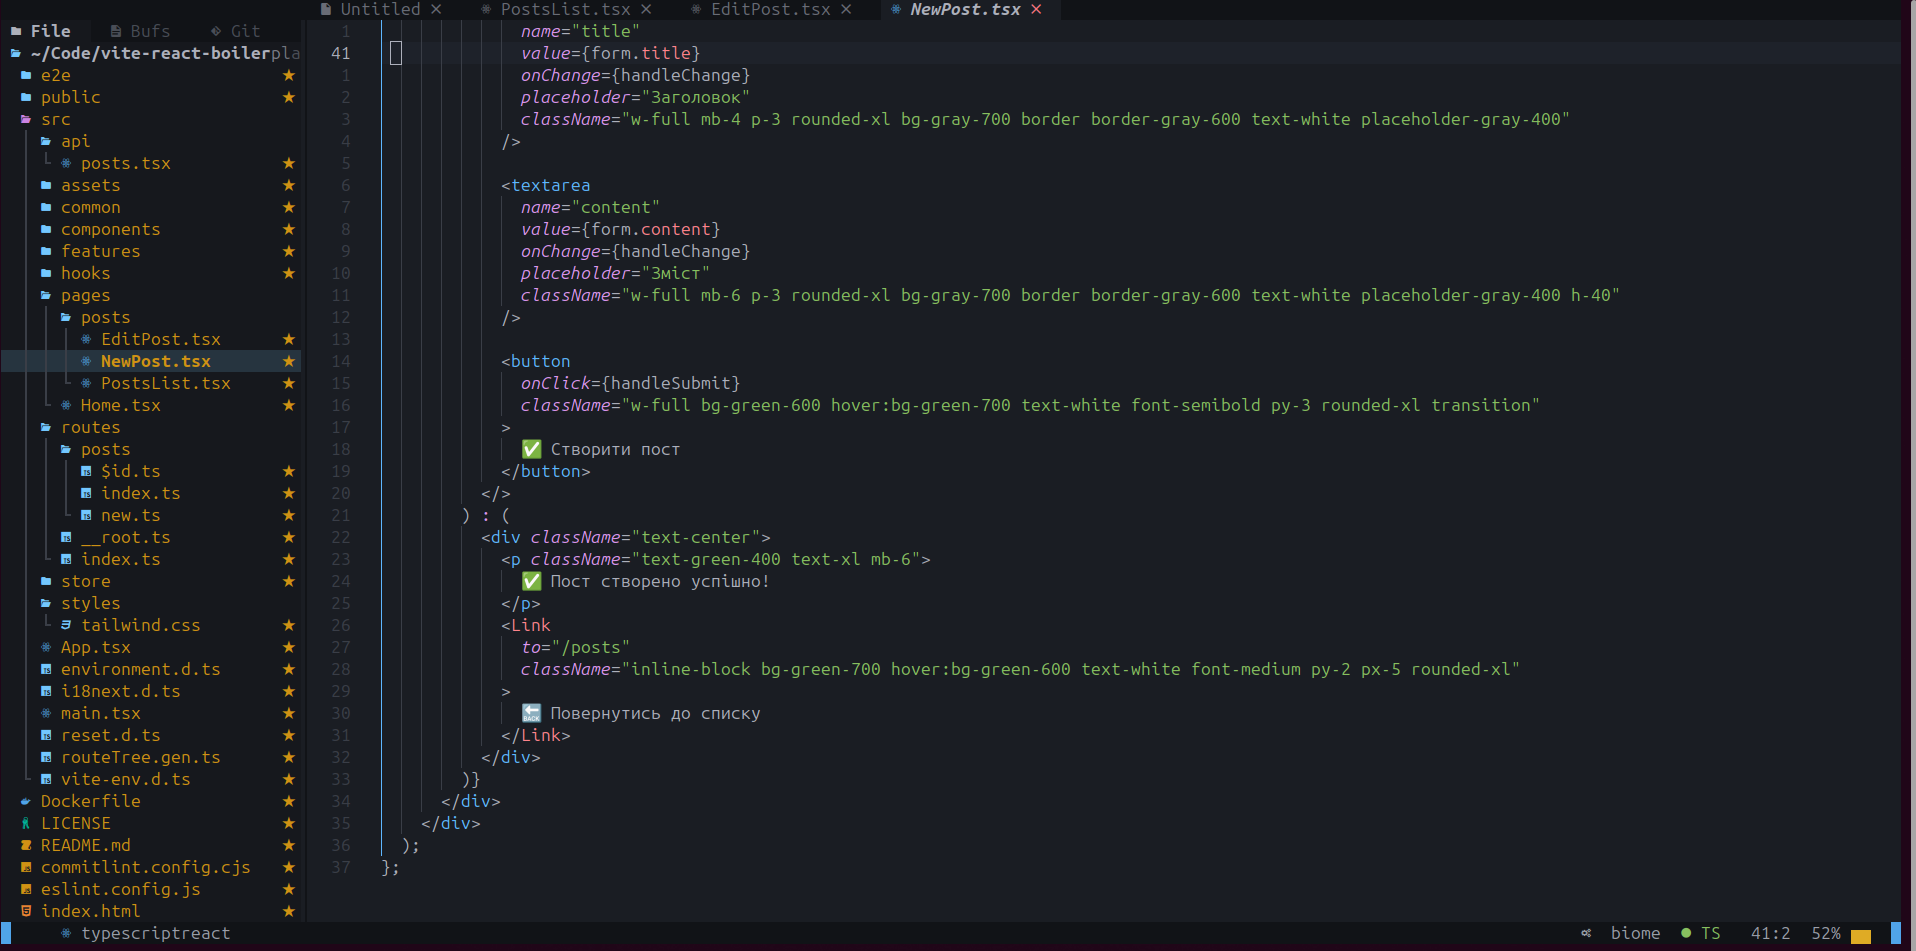 Untitled × PostsList.tsx × EditPost.tsx × NewPost.tsx ×
File Bufs Git
~/Code/vite-react-boilerpla
e2e ★
public ★
src
api
posts.tsx ★
assets ★
common ★
components ★
features ★
hooks ★
pages
posts
EditPost.tsx ★
NewPost.tsx ★
PostsList.tsx ★
Home.tsx ★
routes
posts
$id.ts ★
index.ts ★
new.ts ★
__root.ts ★
index.ts ★
store ★
styles
tailwind.css ★
App.tsx ★
environment.d.ts ★
i18next.d.ts ★
main.tsx ★
reset.d.ts ★
routeTree.gen.ts ★
vite-env.d.ts ★
Dockerfile ★
LICENSE ★
README.md ★
commitlint.config.cjs ★
eslint.config.js ★
index.html ★
1 name="title"
41 value={form.title}
1 onChange={handleChange}
2 placeholder="Заголовок"
3 className="w-full mb-4 p-3 rounded-xl bg-gray-700 border border-gray-600 text-white placeholder-gray-400"
4 />
5
6 <textarea
7 name="content"
8 value={form.content}
9 onChange={handleChange}
10 placeholder="Зміст"
11 className="w-full mb-6 p-3 rounded-xl bg-gray-700 border border-gray-600 text-white placeholder-gray-400 h-40"
12 />
13
14 <button
15 onClick={handleSubmit}
16 className="w-full bg-green-600 hover:bg-green-700 text-white font-semibold py-3 rounded-xl transition"
17 >
18 ✅ Створити пост
19 </button>
20 </>
21 ) : (
22 <div className="text-center">
23 <p className="text-green-400 text-xl mb-6">
24 ✅ Пост створено успішно!
25 </p>
26 <Link
27 to="/posts"
28 className="inline-block bg-green-700 hover:bg-green-600 text-white font-medium py-2 px-5 rounded-xl"
29 >
30 🔙 Повернутись до списку
31 </Link>
32 </div>
33 )}
34 </div>
35 </div>
36 );
37 };
typescriptreact biome ● TS 41:2 52%